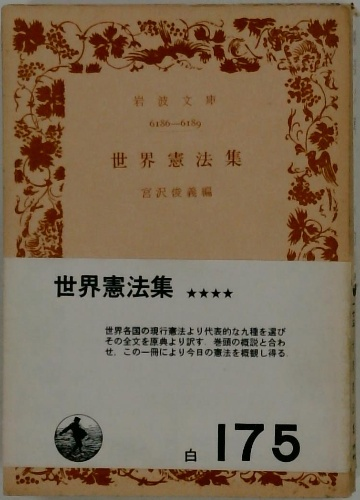 岩波文庫
6186—6189
世界憲法集
宮沢俊義編
世界憲法集 ★★★★
世界各国の現行憲法より代表的な九種を選び
その全文を原典より訳す. 巻頭の概説と合わ
せ, この一冊により今日の憲法を概観し得る.
白 175